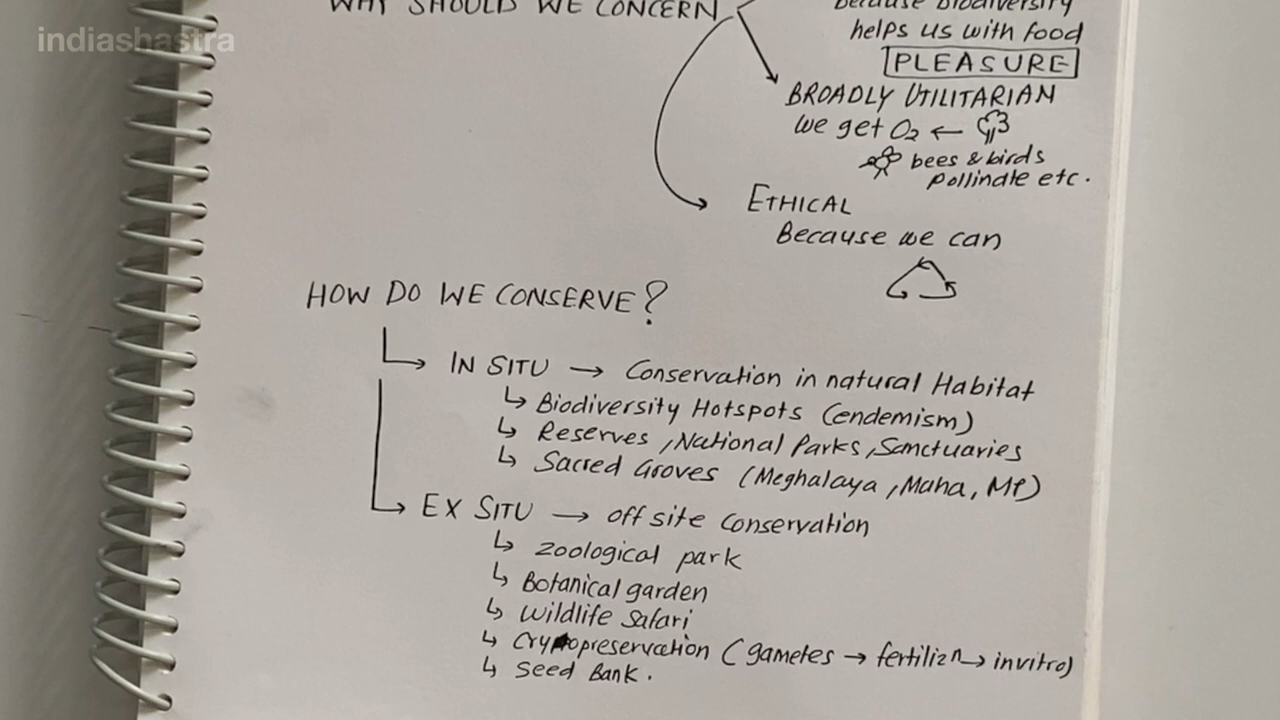 indiashastra
WHY SHOULD WE CONCERN
because biodiversity
helps us with food
PLEASURE
BROADLY UTILITARIAN
we get O2 ←
bees & birds
pollinate etc.
ETHICAL
Because we can
HOW DO WE CONSERVE?
IN SITU → Conservation in natural Habitat
↳ Biodiversity Hotspots (endemism)
↳ Reserves, National Parks, Sanctuaries
↳ Sacred Groves (Meghalaya, Maha, MP)
EX SITU → off site conservation
↳ zoological park
↳ Botanical garden
↳ wildlife safari
↳ Cryopreservation (gametes → fertilizn → invitro)
↳ seed Bank.